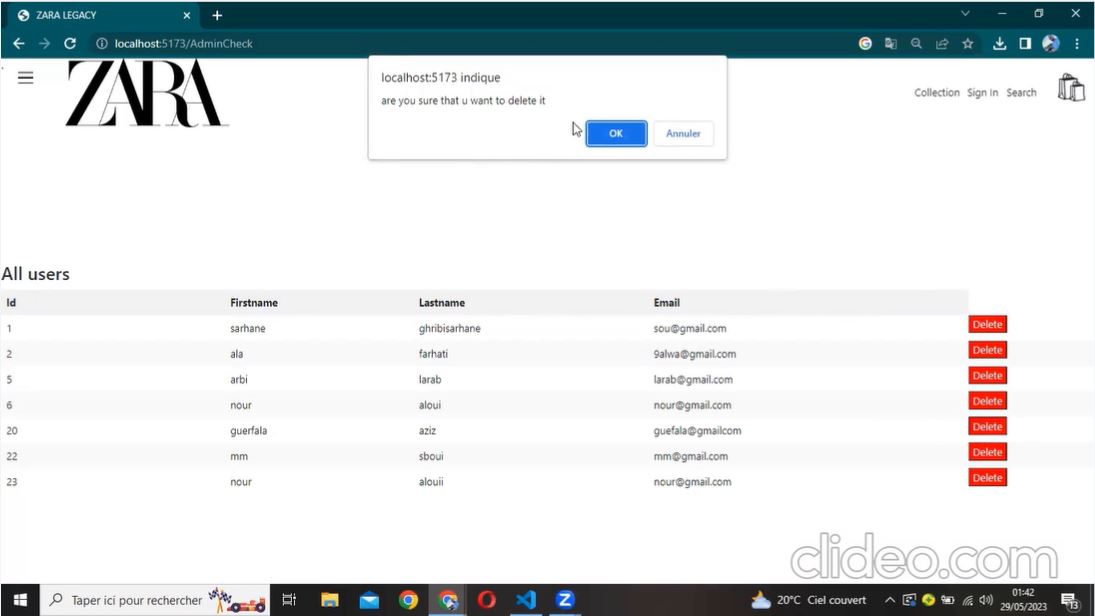 ZARA LEGACY
localhost:5173/AdminCheck
ZARA
localhost:5173 indique
are you sure that u want to delete it
OK Annuler
Collection Sign In Search
All users
Id Firstname Lastname Email
1 sarhane ghribisarhane sou@gmail.com Delete
2 ala farhati 9alwa@gmail.com Delete
5 arbi larab larab@gmail.com Delete
6 nour aloui nour@gmail.com Delete
20 guerfala aziz guefala@gmailcom Delete
22 mm sboui mm@gmail.com Delete
23 nour alouii nour@gmail.com Delete
clideo.com
Taper ici pour rechercher
20°C Ciel couvert
01:42
29/05/2023
13